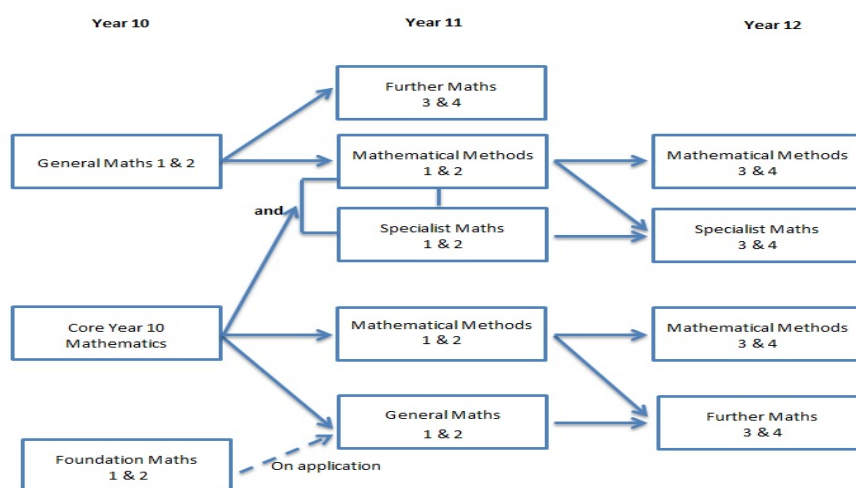 Year 10
Year 11
Year 12
Further Maths
3 & 4
General Maths 1 & 2
Mathematical Methods
1 & 2
Mathematical Methods
3 & 4
and
Specialist Maths
1 & 2
Specialist Maths
3 & 4
Core Year 10
Mathematics
Mathematical Methods
1 & 2
Mathematical Methods
3 & 4
General Maths
1 & 2
Further Maths
3 & 4
Foundation Maths
1 & 2
On application